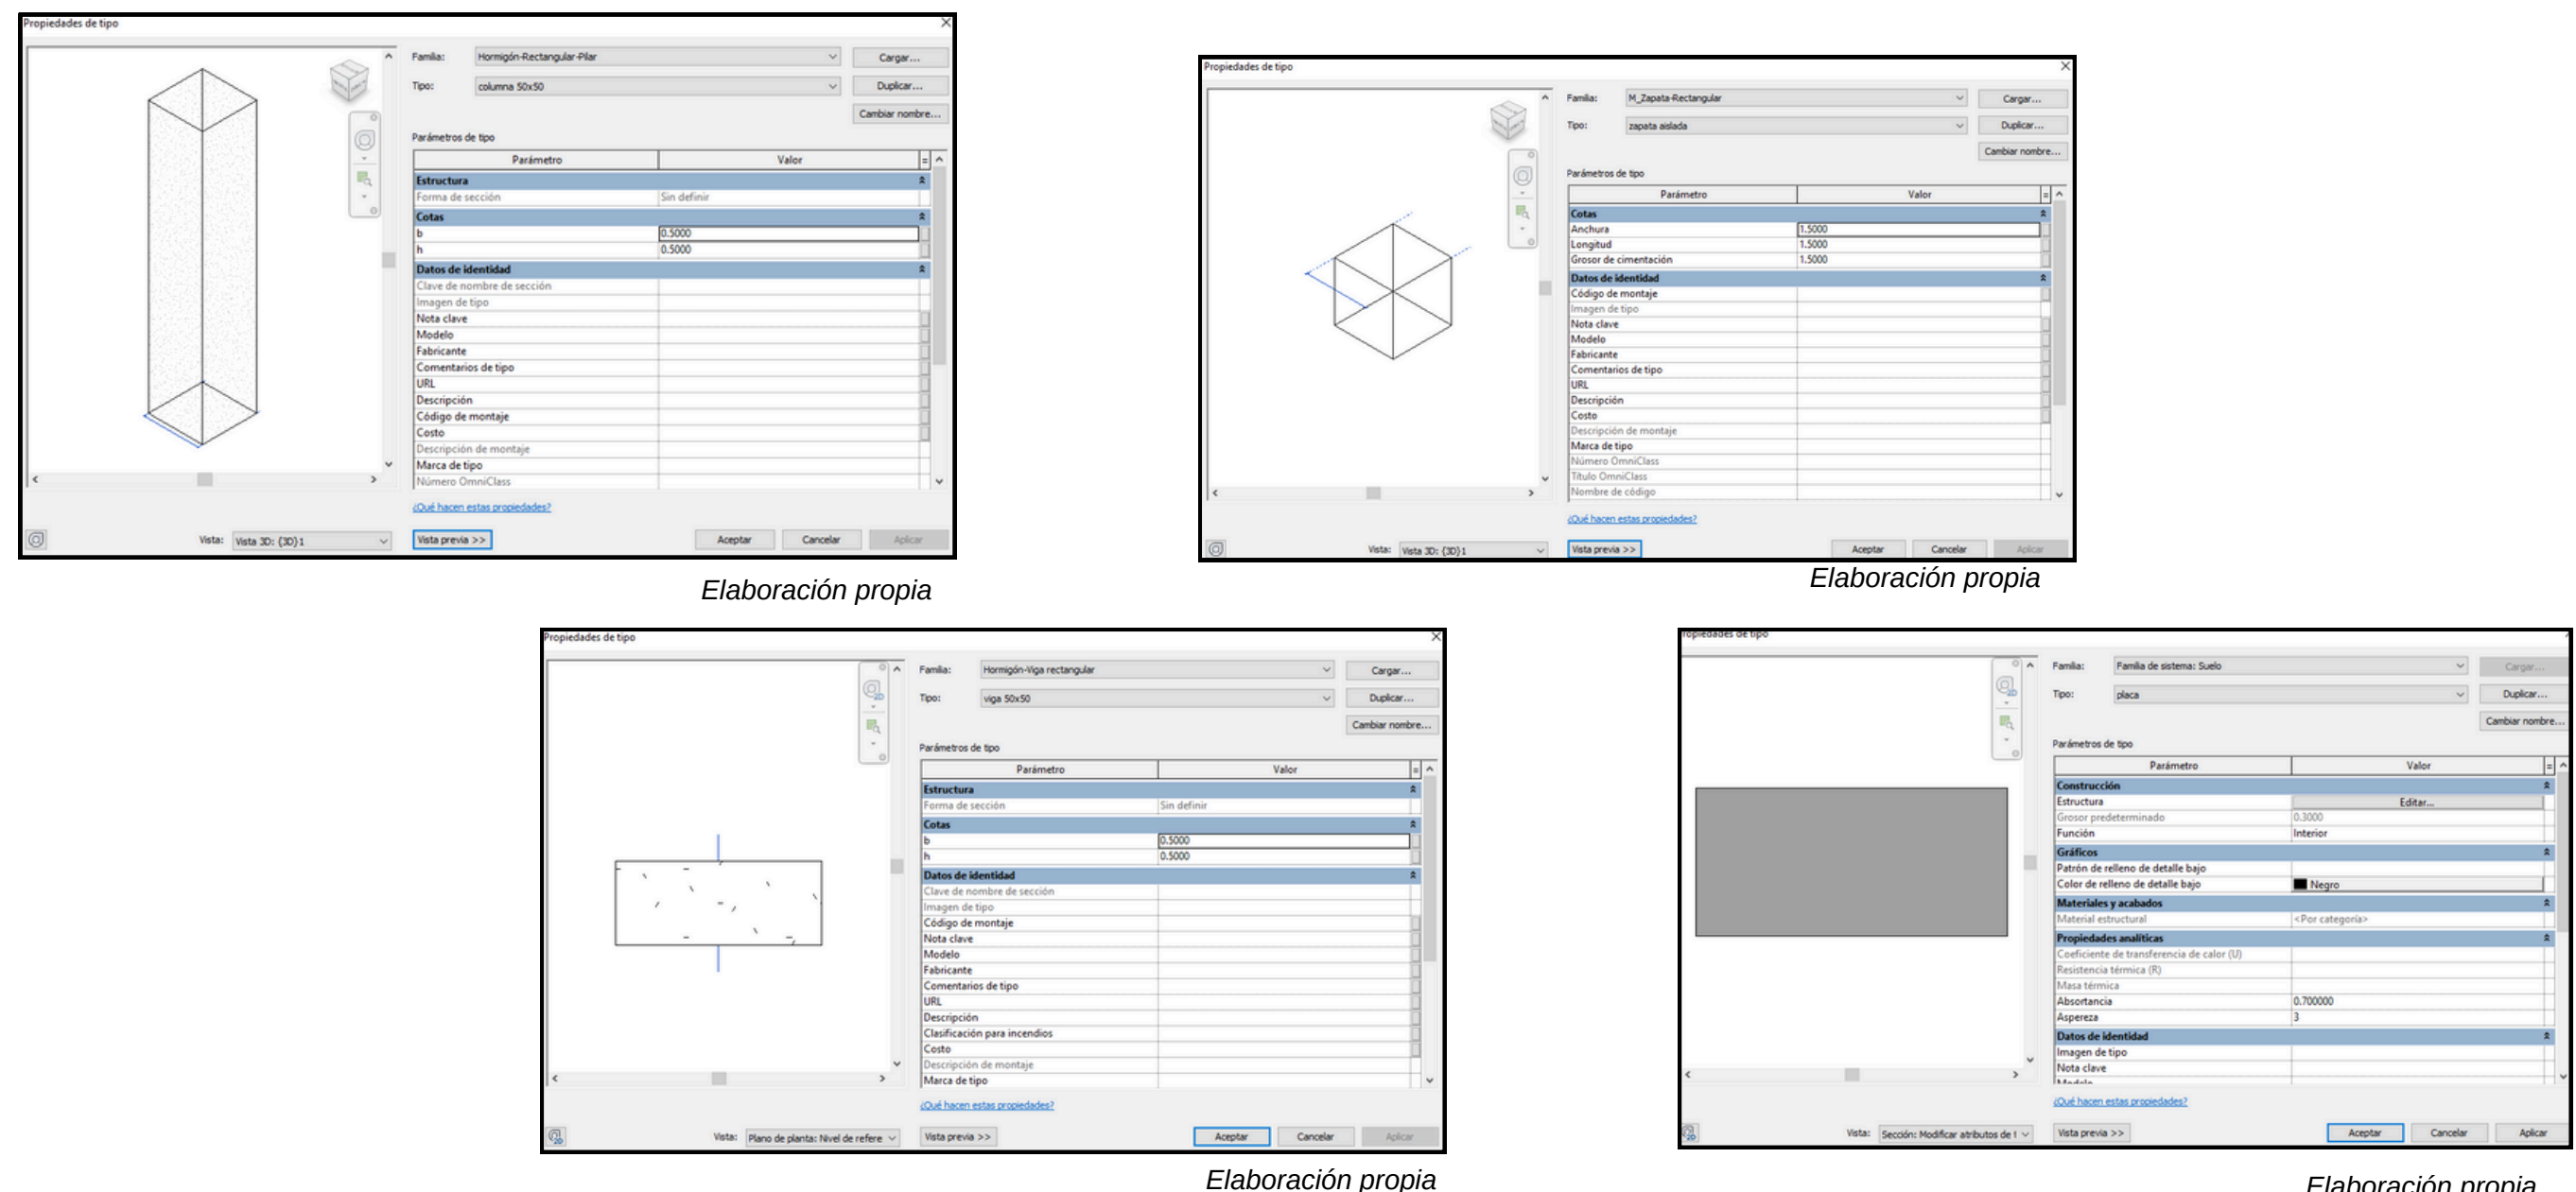 Propiedades de tipo
Familia: Hormigón-Rectangular-Pilar Cargar...
Tipo: columna 50x50 Duplicar...
Cambiar nombre...
Parámetros de tipo
Parámetro Valor =
Estructura
Forma de sección Sin definir
Cotas
b 0.5000
h 0.5000
Datos de identidad
Clave de nombre de sección
Imagen de tipo
Nota clave
Modelo
Fabricante
Comentarios de tipo
URL
Descripción
Código de montaje
Costo
Descripción de montaje
Marca de tipo
Número OmniClass
¿Qué hacen estas propiedades?
Vista: Vista 3D: {3D}1 Vista previa >> Aceptar Cancelar Aplicar
Elaboración propia
Propiedades de tipo
Familia: M_Zapata-Rectangular Cargar...
Tipo: zapata aislada Duplicar...
Cambiar nombre...
Parámetros de tipo
Parámetro Valor =
Cotas
Anchura 1.5000
Longitud 1.5000
Grosor de cimentación 1.5000
Datos de identidad
Código de montaje
Imagen de tipo
Nota clave
Modelo
Fabricante
Comentarios de tipo
URL
Descripción
Costo
Descripción de montaje
Marca de tipo
Número OmniClass
Título OmniClass
Nombre de código
¿Qué hacen estas propiedades?
Vista: Vista 3D: {3D}1 Vista previa >> Aceptar Cancelar Aplicar
Elaboración propia
Propiedades de tipo
Familia: Hormigón-Viga rectangular Cargar...
Tipo: viga 50x50 Duplicar...
Cambiar nombre...
Parámetros de tipo
Parámetro Valor =
Estructura
Forma de sección Sin definir
Cotas
b 0.5000
h 0.5000
Datos de identidad
Clave de nombre de sección
Imagen de tipo
Código de montaje
Nota clave
Modelo
Fabricante
Comentarios de tipo
URL
Descripción
Clasificación para incendios
Costo
Descripción de montaje
Marca de tipo
¿Qué hacen estas propiedades?
Vista: Plano de planta: Nivel de refere Vista previa >> Aceptar Cancelar Aplicar
Elaboración propia
Propiedades de tipo
Familia: Familia de sistema: Suelo Cargar...
Tipo: placa Duplicar...
Cambiar nombre...
Parámetros de tipo
Parámetro Valor =
Construcción
Estructura Editar...
Grosor predeterminado 0.3000
Función Interior
Gráficos
Patrón de relleno de detalle bajo
Color de relleno de detalle bajo Negro
Materiales y acabados
Material estructural <Por categoría>
Propiedades analíticas
Coeficiente de transferencia de calor (U)
Resistencia térmica (R)
Masa térmica
Absortancia 0.700000
Aspereza 3
Datos de identidad
Imagen de tipo
Nota clave
Modelo
¿Qué hacen estas propiedades?
Vista: Sección: Modificar atributos de t Vista previa >> Aceptar Cancelar Aplicar
Elaboración propia